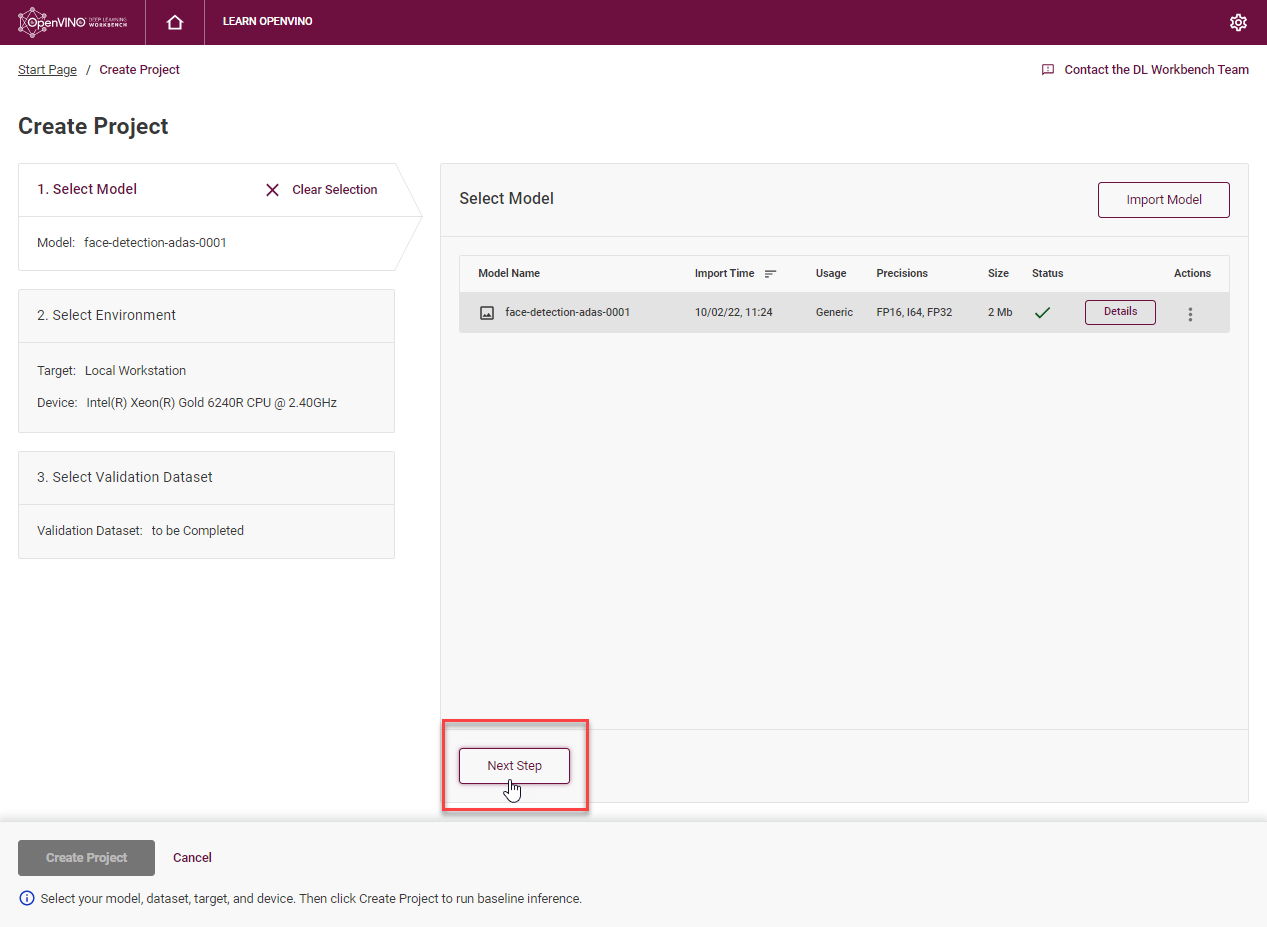 OpenVINO DEEP LEARNING WORKBENCH LEARN OPENVINO
Start Page / Create Project Contact the DL Workbench Team
Create Project
1. Select Model Clear Selection
Model: face-detection-adas-0001
2. Select Environment
Target: Local Workstation
Device: Intel(R) Xeon(R) Gold 6240R CPU @ 2.40GHz
3. Select Validation Dataset
Validation Dataset: to be Completed
Select Model Import Model
Model Name Import Time Usage Precisions Size Status Actions
face-detection-adas-0001 10/02/22, 11:24 Generic FP16, I64, FP32 2 Mb Details
Next Step
Create Project Cancel
Select your model, dataset, target, and device. Then click Create Project to run baseline inference.